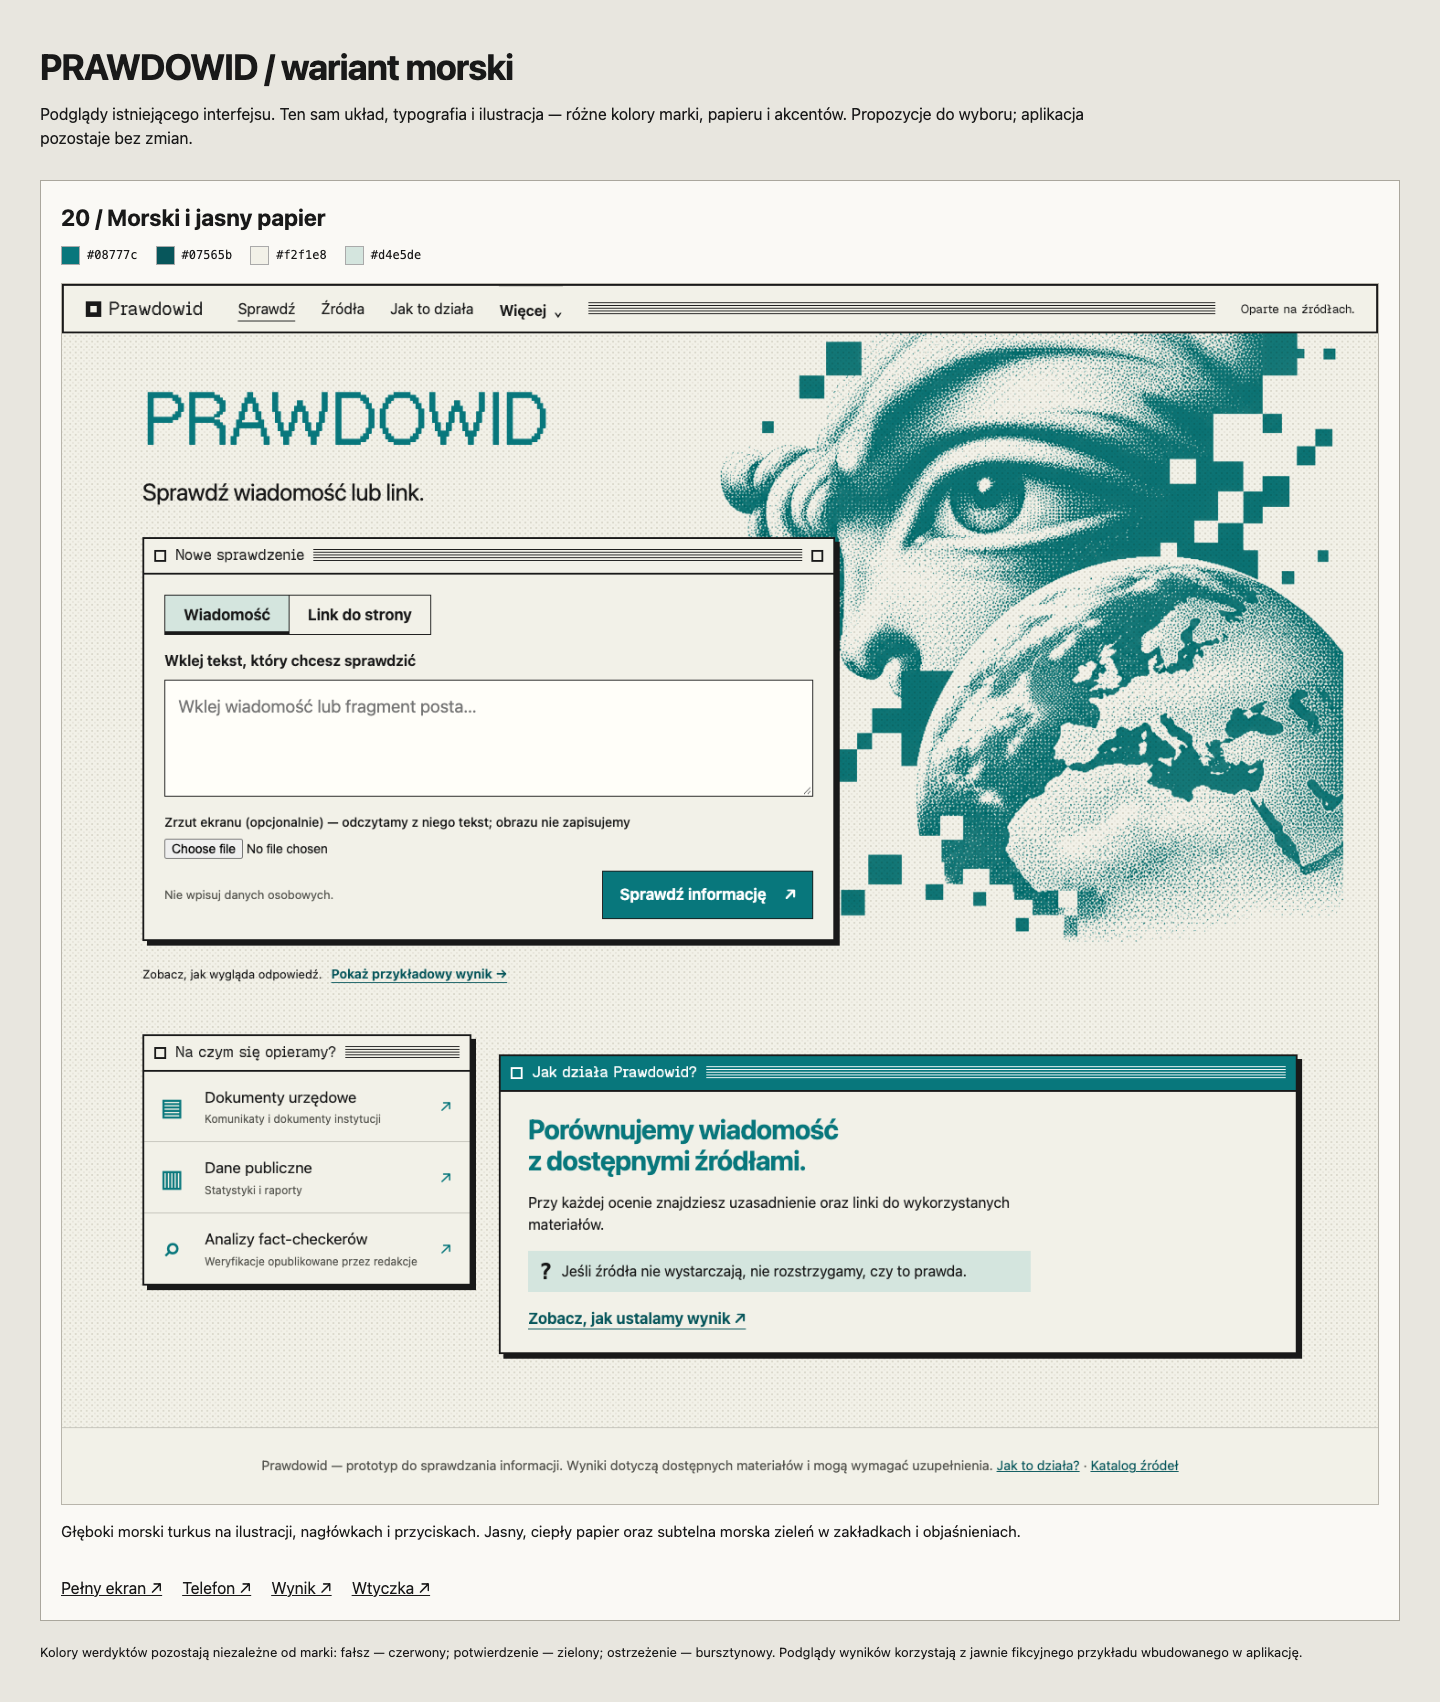 PRAWDOWID / wariant morski
Podglądy istniejącego interfejsu. Ten sam układ, typografia i ilustracja — różne kolory marki, papieru i akcentów. Propozycje do wyboru; aplikacja
pozostaje bez zmian.
20 / Morski i jasny papier
#08777c #07565b #f2f1e8 #d4e5de
Prawdowid Sprawdź Źródła Jak to działa Więcej Oparte na źródłach.
PRAWDOWID
Sprawdź wiadomość lub link.
Nowe sprawdzenie
Wiadomość Link do strony
Wklej tekst, który chcesz sprawdzić
Wklej wiadomość lub fragment posta...
Zrzut ekranu (opcjonalnie) — odczytamy z niego tekst; obrazu nie zapisujemy
Choose file No file chosen
Nie wpisuj danych osobowych. Sprawdź informację ↗
Zobacz, jak wygląda odpowiedź. Pokaż przykładowy wynik →
Na czym się opieramy?
Dokumenty urzędowe ↗
Komunikaty i dokumenty instytucji
Dane publiczne ↗
Statystyki i raporty
Analizy fact-checkerów ↗
Weryfikacje opublikowane przez redakcje
Jak działa Prawdowid?
Porównujemy wiadomość
z dostępnymi źródłami.
Przy każdej ocenie znajdziesz uzasadnienie oraz linki do wykorzystanych
materiałów.
? Jeśli źródła nie wystarczają, nie rozstrzygamy, czy to prawda.
Zobacz, jak ustalamy wynik ↗
Prawdowid — prototyp do sprawdzania informacji. Wyniki dotyczą dostępnych materiałów i mogą wymagać uzupełnienia. Jak to działa? · Katalog źródeł
Głęboki morski turkus na ilustracji, nagłówkach i przyciskach. Jasny, ciepły papier oraz subtelna morska zieleń w zakładkach i objaśnieniach.
Pełny ekran ↗ Telefon ↗ Wynik ↗ Wtyczka ↗
Kolory werdyktów pozostają niezależne od marki: fałsz — czerwony; potwierdzenie — zielony; ostrzeżenie — bursztynowy. Podglądy wyników korzystają z jawnie fikcyjnego przykładu wbudowanego w aplikację.